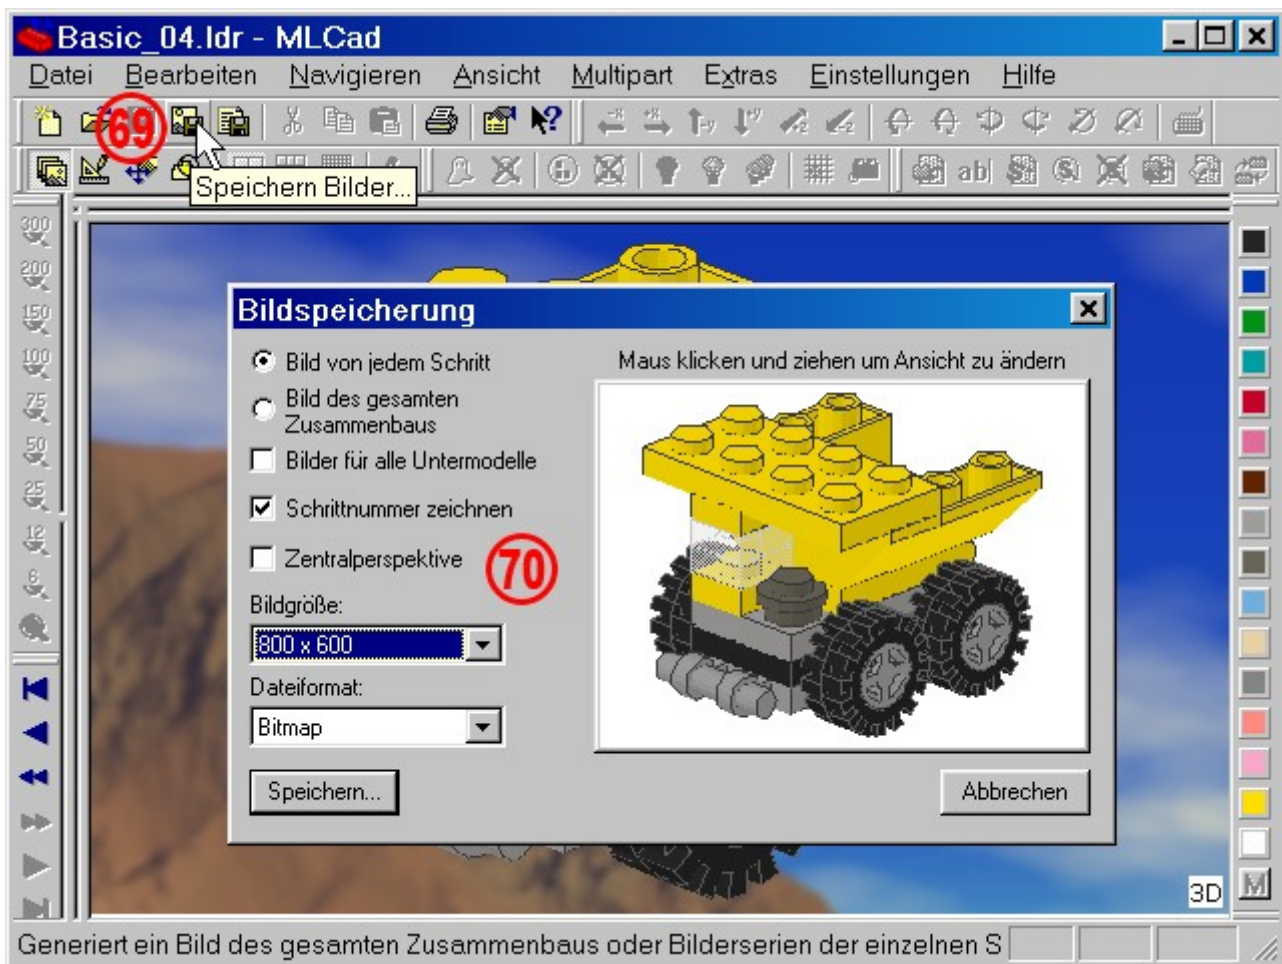 Basic_04.ldr - MLCad
Datei Bearbeiten Navigieren Ansicht Multipart Extras Einstellungen Hilfe
69
Speichern Bilder...
ab|
300
200
150
100
75
50
25
12
6
Bildspeicherung
Bild von jedem Schritt
Bild des gesamten
Zusammenbaus
Bilder für alle Untermodelle
Schrittnummer zeichnen
Zentralperspektive
70
Bildgröße:
800 x 600
Dateiformat:
Bitmap
Speichern...
Maus klicken und ziehen um Ansicht zu ändern
Abbrechen
3D
M
Generiert ein Bild des gesamten Zusammenbaus oder Bilderserien der einzelnen S